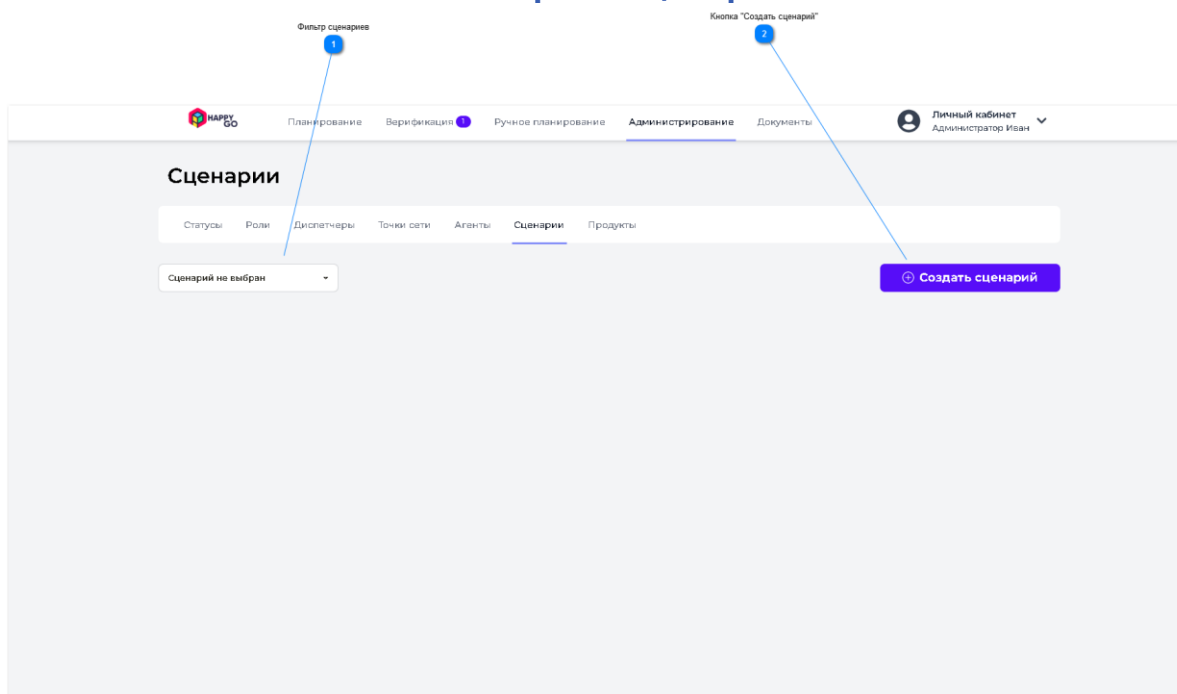 Кнопка "Создать сценарий"
Фильтр сценариев
2
1
HAPPY GO
Планирование Верификация 1 Ручное планирование Администрирование Документы
Личный кабинет
Администратор Иван
Сценарии
Статусы Роли Диспетчеры Точки сети Агенты Сценарии Продукты
Сценарий не выбран
Создать сценарий